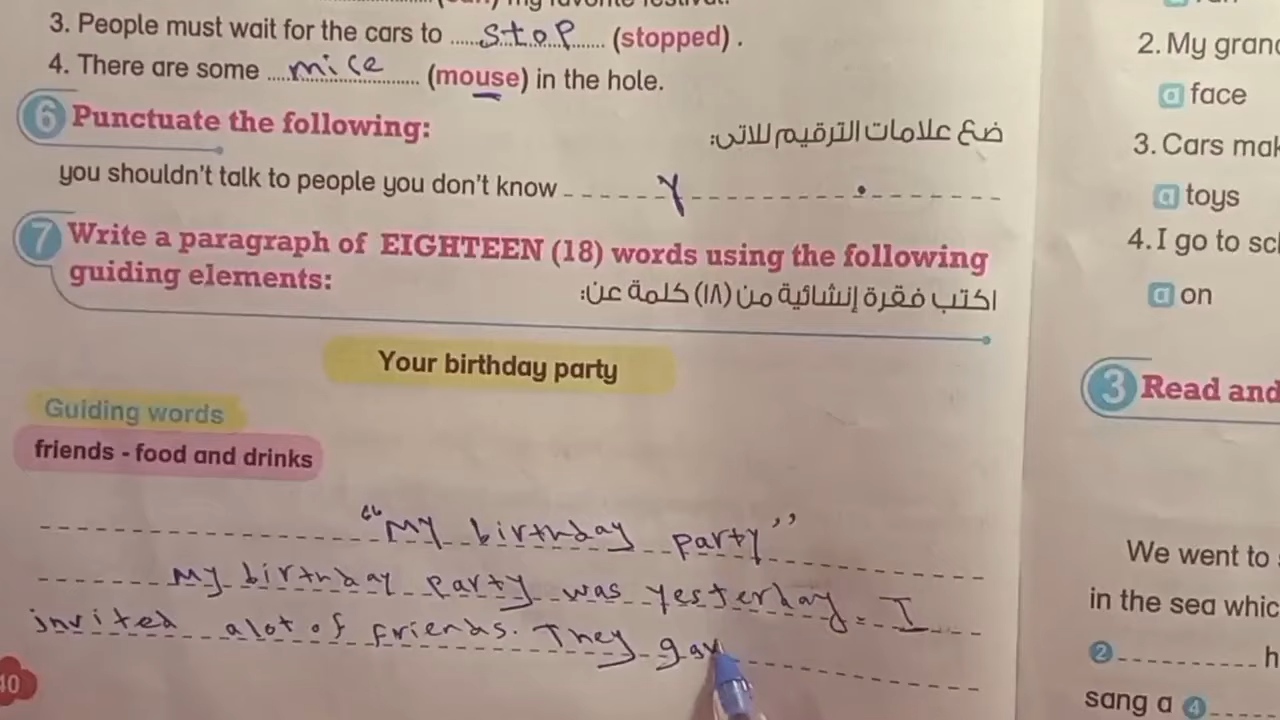 my favorite festival.
3. People must wait for the cars to ......stop....... (stopped) .
4. There are some ....mice........ (mouse) in the hole.
6 Punctuate the following: ضع علامات الترقيم للآتى:
you shouldn't talk to people you don't know _ _ _ _ _ Y _ _ _ _ _ _ . _ _ _ _ _
7 Write a paragraph of EIGHTEEN (18) words using the following
guiding elements: اكتب فقرة إنشائية من (١٨) كلمة عن:
Your birthday party
Guiding words
friends - food and drinks
"My birthday party"
My birthday party was yesterday. I
invited alot of friends. They gav
40
2. My gran
a face
3. Cars mak
a toys
4. I go to sc
a on
3 Read and
We went to
in the sea whic
2 _ _ _ _ _ _ _ _ h
sang a 4 _ _